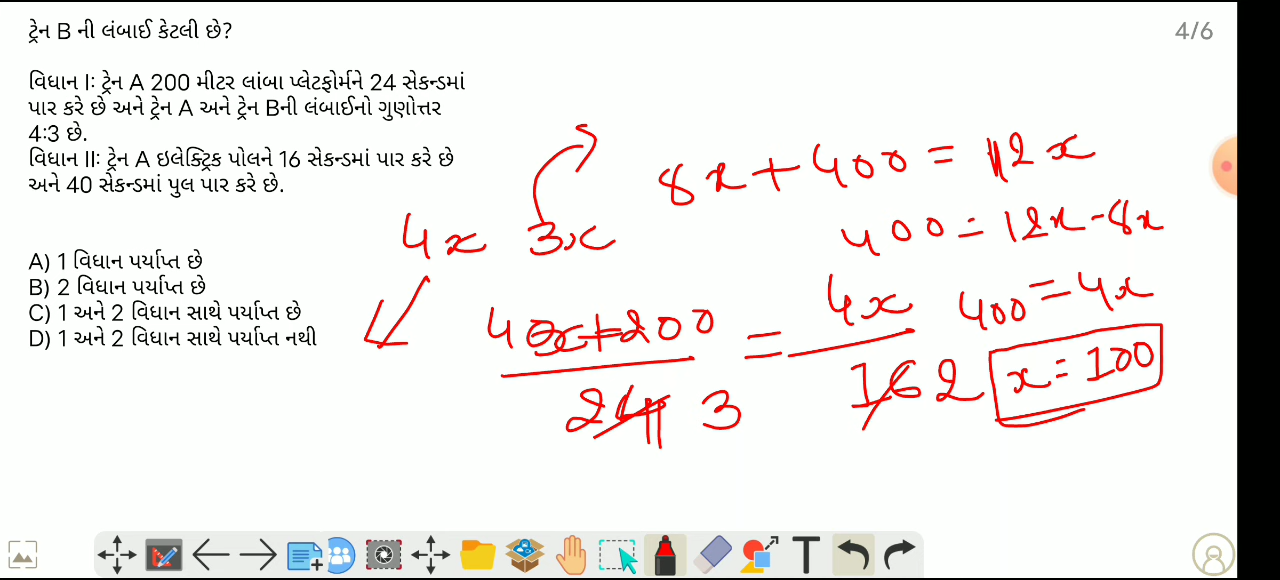 ટ્રેન B ની લંબાઈ કેટલી છે?
4/6
વિધાન I: ટ્રેન A 200 મીટર લાંબા પ્લેટફોર્મને 24 સેકન્ડમાં
પાર કરે છે અને ટ્રેન A અને ટ્રેન Bની લંબાઈનો ગુણોત્તર
4:3 છે.
વિધાન II: ટ્રેન A ઇલેક્ટ્રિક પોલને 16 સેકન્ડમાં પાર કરે છે
અને 40 સેકન્ડમાં પુલ પાર કરે છે.
A) 1 વિધાન પર્યાપ્ત છે
B) 2 વિધાન પર્યાપ્ત છે
C) 1 અને 2 વિધાન સાથે પર્યાપ્ત છે
D) 1 અને 2 વિધાન સાથે પર્યાપ્ત નથી
4x 3x
4x+200 = 4x
24 3 16 2
8x+400 = 12x
400 = 12x-8x
400 = 4x
x = 100
T